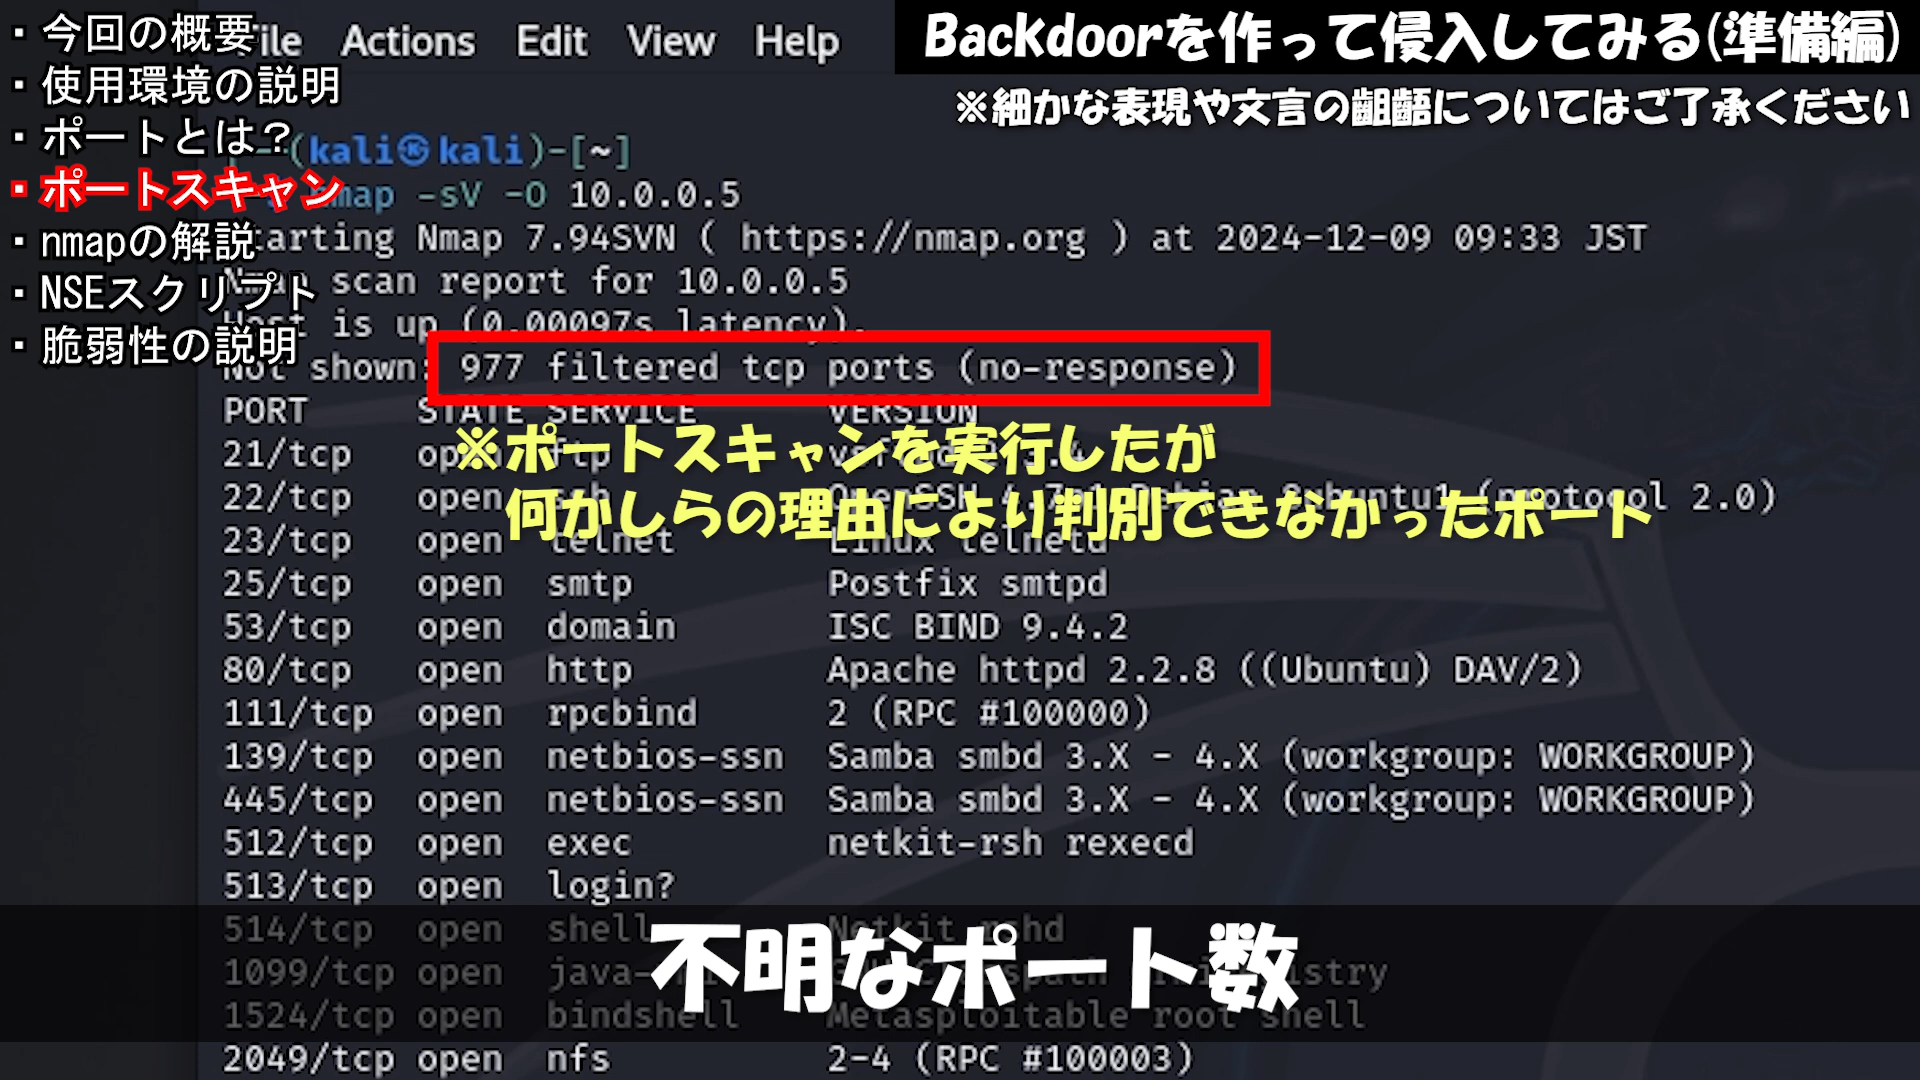 ・今回の概要
・使用環境の説明
・ポートとは?
・ポートスキャン
・nmapの解説
・NSEスクリプト
・脆弱性の説明
Backdoorを作って侵入してみる(準備編)
※細かな表現や文言の齟齬についてはご了承ください
File Actions Edit View Help
(kali㉿kali)-[~]
nmap -sV -O 10.0.0.5
Starting Nmap 7.94SVN ( https://nmap.org ) at 2024-12-09 09:33 JST
Nmap scan report for 10.0.0.5
Host is up (0.00097s latency).
Not shown: 977 filtered tcp ports (no-response)
PORT STATE SERVICE VERSION
※ポートスキャンを実行したが
何かしらの理由により判別できなかったポート
21/tcp open ftp
22/tcp open ssh (protocol 2.0)
23/tcp open telnet Linux telnetd
25/tcp open smtp Postfix smtpd
53/tcp open domain ISC BIND 9.4.2
80/tcp open http Apache httpd 2.2.8 ((Ubuntu) DAV/2)
111/tcp open rpcbind 2 (RPC #100000)
139/tcp open netbios-ssn Samba smbd 3.X - 4.X (workgroup: WORKGROUP)
445/tcp open netbios-ssn Samba smbd 3.X - 4.X (workgroup: WORKGROUP)
512/tcp open exec netkit-rsh rexecd
513/tcp open login?
514/tcp open shell Netkit rshd
1099/tcp open
1524/tcp open bindshell Metasploitable root shell
2049/tcp open nfs 2-4 (RPC #100003)
不明なポート数